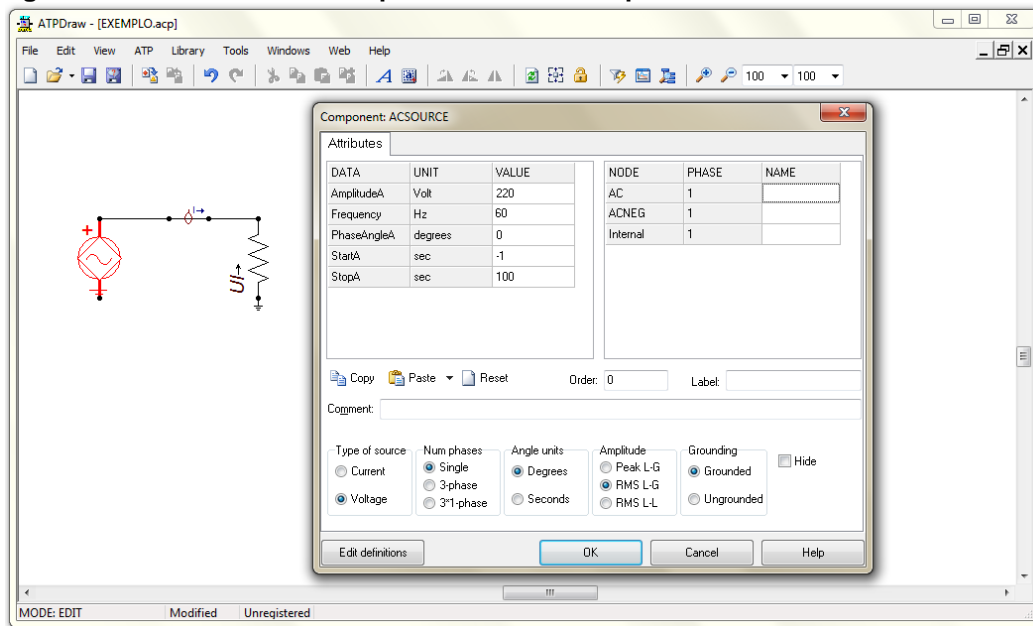 ATPDraw - [EXEMPLO.acp]
File Edit View ATP Library Tools Windows Web Help
100 100
Component: ACSOURCE
Attributes
DATA UNIT VALUE NODE PHASE NAME
AmplitudeA Volt 220 AC 1
Frequency Hz 60 ACNEG 1
PhaseAngleA degrees 0 Internal 1
StartA sec -1
StopA sec 100
I
+
U
Copy Paste Reset Order: 0 Label:
Comment:
Type of source Num phases Angle units Amplitude Grounding
Current Single Degrees Peak L-G Grounded Hide
3-phase RMS L-G
Voltage 3*1-phase Seconds RMS L-L Ungrounded
Edit definitions OK Cancel Help
MODE: EDIT Modified Unregistered